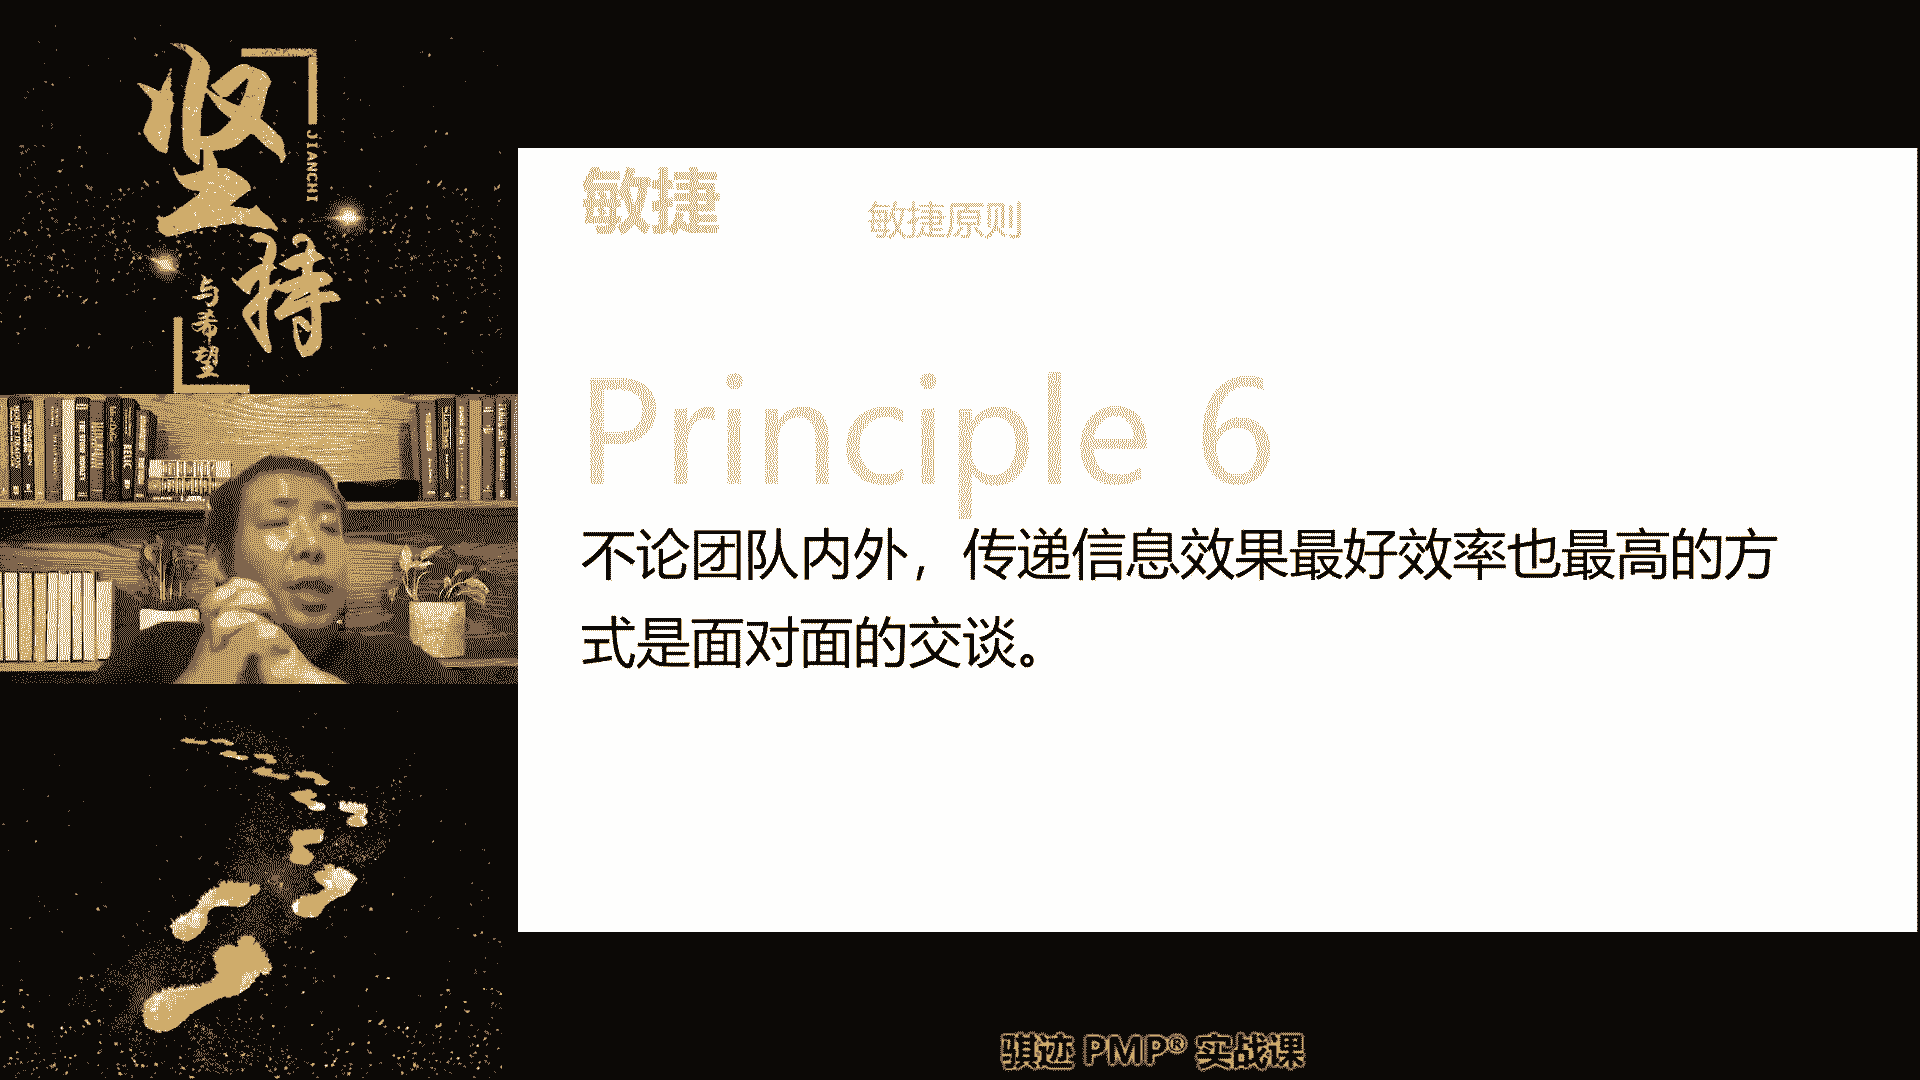 坚持
JIANCHI
与希望
敏捷
敏捷原则
Principle 6
不论团队内外，传递信息效果最好效率也最高的方
式是面对面的交谈。
骐迹 PMP® 实战课